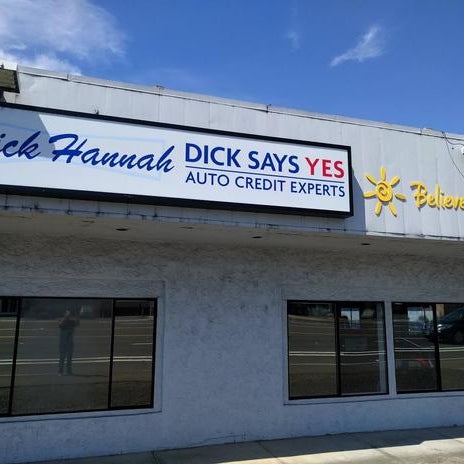 ick Hannah
DICK SAYS YES
AUTO CREDIT EXPERTS
Believe